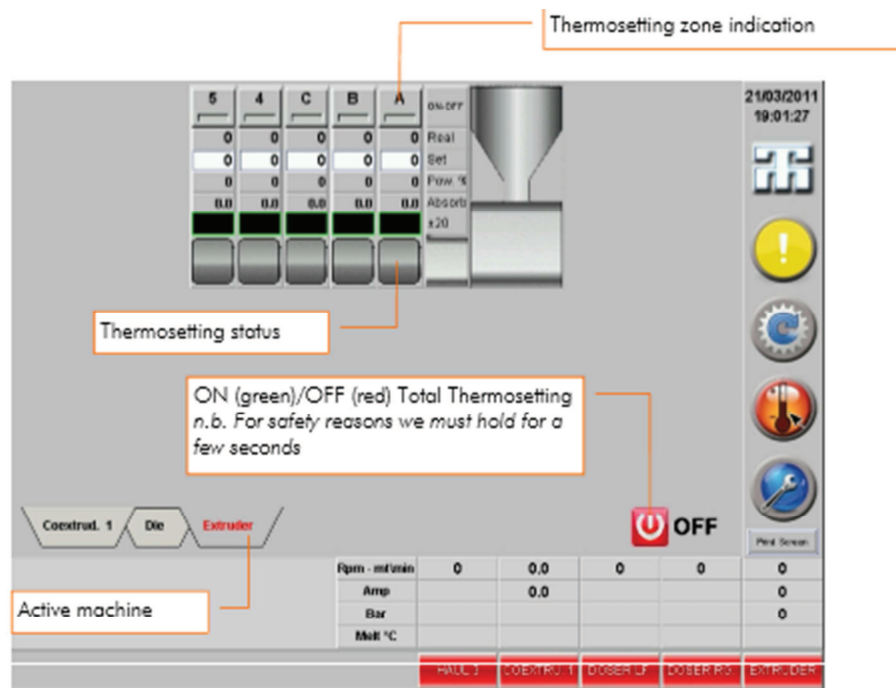 Thermosetting zone indication
5 4 C B A ON-OFF
0 0 0 0 0 Real
0 0 0 0 0 Set
0 0 0 0 0 Pow. %
0.0 0.0 0.0 0.0 0.0 Absorb
±20
21/03/2011
19:01:27
Thermosetting status
ON (green)/OFF (red) Total Thermosetting
n.b. For safety reasons we must hold for a
few seconds
Coextrud. 1 Die Extruder
OFF
Print Screen
Active machine
Rpm - mt/min 0 0.0 0 0 0
Amp 0.0 0
Bar 0
Melt °C
COEXTRU. 1 DOSER LF. DOSER RG. EXTRUDER